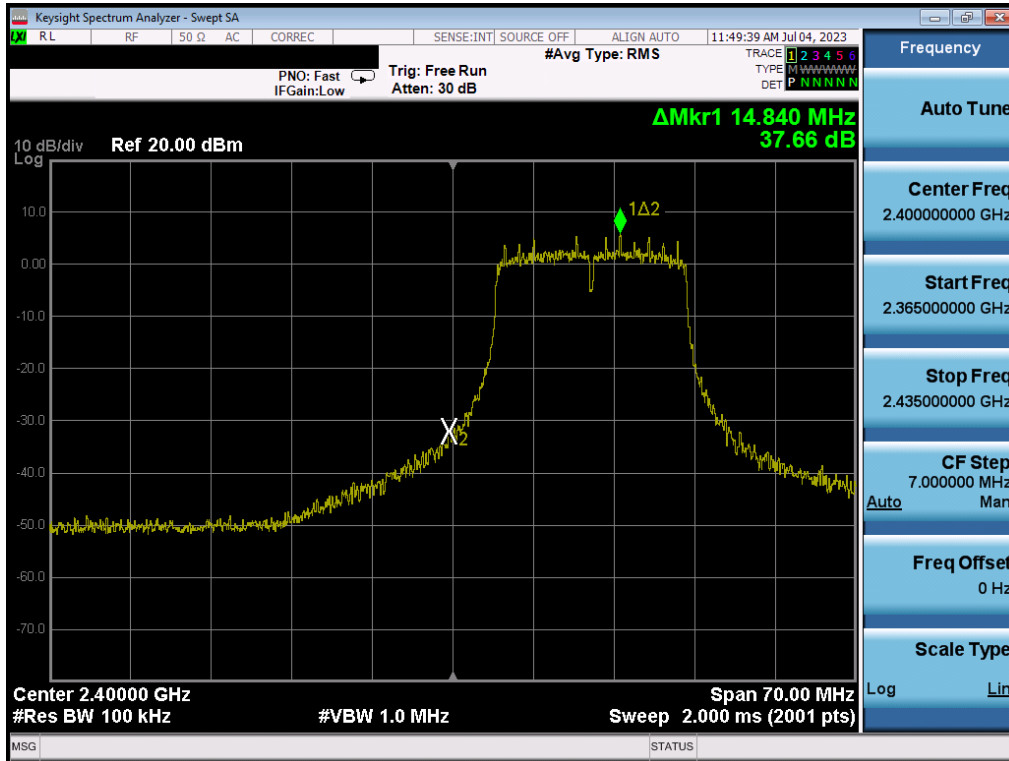 Keysight Spectrum Analyzer - Swept SA
LXI RL RF 50 Ω AC CORREC SENSE:INT SOURCE OFF ALIGN AUTO 11:49:39 AM Jul 04, 2023
Frequency
#Avg Type: RMS
TRACE 1 2 3 4 5 6
PNO: Fast
Trig: Free Run
TYPE M WWWWW
IFGain:Low
Atten: 30 dB
DET P N N N N N
Auto Tune
ΔMkr1 14.840 MHz
37.66 dB
10 dB/div Ref 20.00 dBm
Log
Center Freq
2.400000000 GHz
10.0
1Δ2
0.00
Start Freq
2.365000000 GHz
-10.0
-20.0
Stop Freq
2.435000000 GHz
-30.0
X2
-40.0
CF Step
7.000000 MHz
Auto Man
-50.0
-60.0
Freq Offset
0 Hz
-70.0
Scale Type
Log Lin
Center 2.40000 GHz Span 70.00 MHz
#Res BW 100 kHz #VBW 1.0 MHz Sweep 2.000 ms (2001 pts)
MSG STATUS